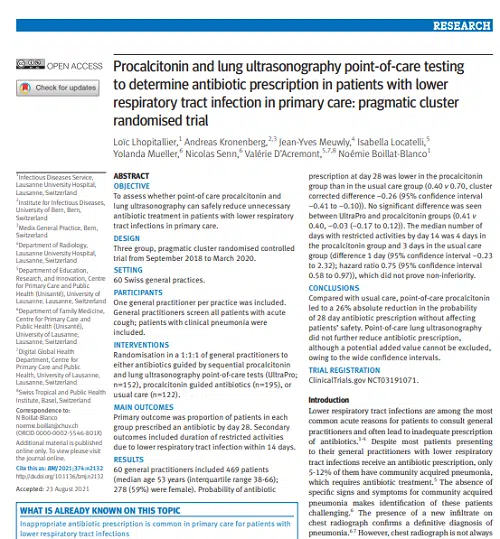 RESEARCH
OPEN ACCESS
Check for updates
Procalcitonin and lung ultrasonography point-of-care testing
to determine antibiotic prescription in patients with lower
respiratory tract infection in primary care: pragmatic cluster
randomised trial
Loïc Lhopitallier,1 Andreas Kronenberg,2,3 Jean-Yves Meuwly,4 Isabella Locatelli,5
Yolanda Mueller,6 Nicolas Senn,6 Valérie D'Acremont,5,7,8 Noémie Boillat-Blanco1
1Infectious Diseases Service,
Lausanne University Hospital,
Lausanne, Switzerland
2Institute for Infectious Diseases,
University of Bern, Bern,
Switzerland
3Media General Practice, Bern,
Switzerland
4Department of Radiology,
Lausanne University Hospital,
Lausanne, Switzerland
5Department of Education,
Research, and Innovation, Centre
for Primary Care and Public
Health (Unisanté), University of
Lausanne, Lausanne, Switzerland
6Department of Family Medicine,
Centre for Primary Care and
Public Health (Unisanté),
University of Lausanne,
Lausanne, Switzerland
7Digital Global Health
Department, Centre for
Primary Care and Public
Health, University of Lausanne,
Lausanne, Switzerland
8Swiss Tropical and Public Health
Institute, Basel, Switzerland
Correspondence to:
N Boillat-Blanco
noemie.boillat@chuv.ch
(ORCID 0000-0002-5546-801X)
Additional material is published
online only. To view please visit
the journal online.
Cite this as: BMJ 2021;374:n2132
http://dx.doi.org/10.1136/bmj.n2132
Accepted: 23 August 2021
ABSTRACT
OBJECTIVE
To assess whether point-of-care procalcitonin and
lung ultrasonography can safely reduce unnecessary
antibiotic treatment in patients with lower respiratory
tract infections in primary care.
DESIGN
Three group, pragmatic cluster randomised controlled
trial from September 2018 to March 2020.
SETTING
60 Swiss general practices.
PARTICIPANTS
One general practitioner per practice was included.
General practitioners screened all patients with acute
cough; patients with clinical pneumonia were
included.
INTERVENTIONS
Randomisation in a 1:1:1 of general practitioners to
either antibiotics guided by sequential procalcitonin
and lung ultrasonography point-of-care tests (UltraPro;
n=152), procalcitonin guided antibiotics (n=195), or
usual care (n=122).
MAIN OUTCOMES
Primary outcome was proportion of patients in each
group prescribed an antibiotic by day 28. Secondary
outcomes included duration of restricted activities
due to lower respiratory tract infection within 14 days.
RESULTS
60 general practitioners included 469 patients
(median age 53 years (interquartile range 38-66);
278 (59%) were female). Probability of antibiotic
prescription at day 28 was lower in the procalcitonin
group than in the usual care group (0.40 v 0.70, cluster
corrected difference −0.26 (95% confidence interval
−0.41 to −0.10)). No significant difference was seen
between UltraPro and procalcitonin groups (0.41 v
0.40, −0.03 (−0.17 to 0.12)). The median number of
days with restricted activities by day 14 was 4 days in
the procalcitonin group and 3 days in the usual care
group (difference 1 day (95% confidence interval −0.23
to 2.32); hazard ratio 0.75 (95% confidence interval
0.58 to 0.97)), which did not prove non-inferiority.
CONCLUSIONS
Compared with usual care, point-of-care procalcitonin
led to a 26% absolute reduction in the probability
of 28 day antibiotic prescription without affecting
patients' safety. Point-of-care lung ultrasonography
did not further reduce antibiotic prescription,
although a potential added value cannot be excluded,
owing to the wide confidence intervals.
TRIAL REGISTRATION
ClinicalTrials.gov NCT03191071.
Introduction
Lower respiratory tract infections are among the most
common acute reasons for patients to consult general
practitioners and often lead to inadequate prescription
of antibiotics.1-4 Despite most patients presenting
to their general practitioners with lower respiratory
tract infections receive an antibiotic prescription, only
5-12% of them have community acquired pneumonia,
which requires antibiotic treatment.5 The absence of
specific signs and symptoms for community acquired
pneumonia makes identification of these patients
challenging.6 The presence of a new infiltrate on
chest radiograph confirms a definitive diagnosis of
pneumonia.6,7 However, chest radiograph is not always
WHAT IS ALREADY KNOWN ON THIS TOPIC
Inappropriate antibiotic prescription is common in primary care for patients with
lower respiratory tract infections